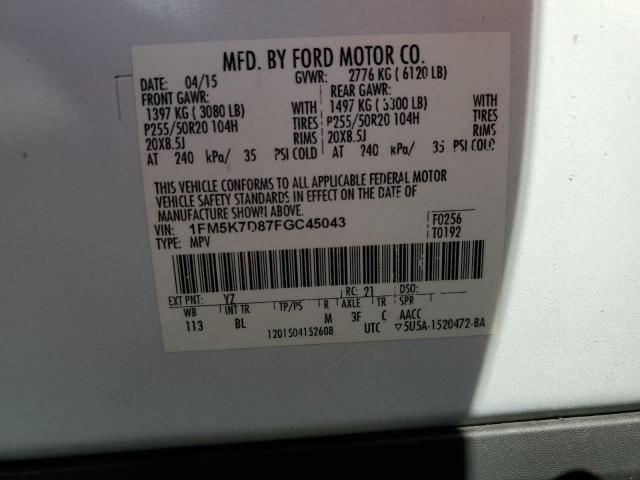 MFD. BY FORD MOTOR CO.
DATE: 04/15 GVWR: 2776 KG ( 6120 LB)
FRONT GAWR: REAR GAWR:
1397 KG ( 3080 LB) WITH 1497 KG ( 3300 LB) WITH
P255/50R20 104H TIRES P255/50R20 104H TIRES
20X8.5J RIMS 20X8.5J RIMS
AT 240 kPa/ 35 PSI COLD AT 240 kPa/ 35 PSI COLD
THIS VEHICLE CONFORMS TO ALL APPLICABLE FEDERAL MOTOR
VEHICLE SAFETY STANDARDS IN EFFECT ON THE DATE OF
MANUFACTURE SHOWN ABOVE.
VIN: 1FM5K7D87FGC45043 F0256
TYPE: MPV T0192
EXT PNT: YZ RC: 21 DSO:
WB INT TR TP/PS R AXLE TR SPR
113 BL M 3F C AACC
1201504152608 UTC ▽5U5A-1520472-BA